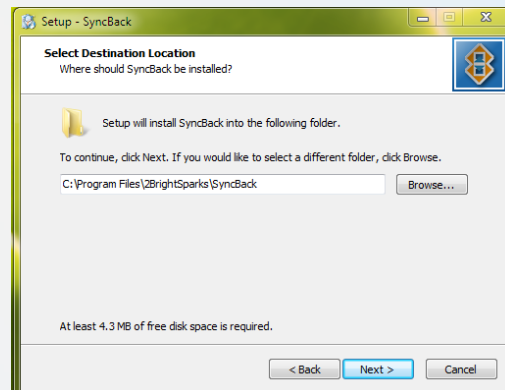 Setup - SyncBack
Select Destination Location
Where should SyncBack be installed?
Setup will install SyncBack into the following folder.
To continue, click Next. If you would like to select a different folder, click Browse.
C:\Program Files\2BrightSparks\SyncBack
Browse...
At least 4.3 MB of free disk space is required.
< Back Next > Cancel